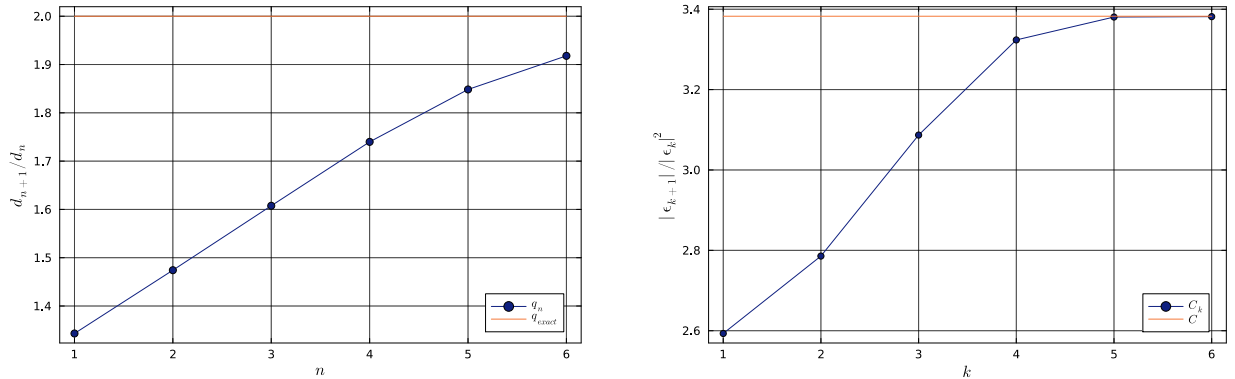 2.0
1.9
1.8
1.7
1.6
1.5
1.4
d_{n+1}/d_n
1 2 3 4 5 6
n
q_n
q_{exact}
3.4
3.2
3.0
2.8
2.6
|ϵ_{k+1}|/|ϵ_k|^2
1 2 3 4 5 6
k
C_k
C